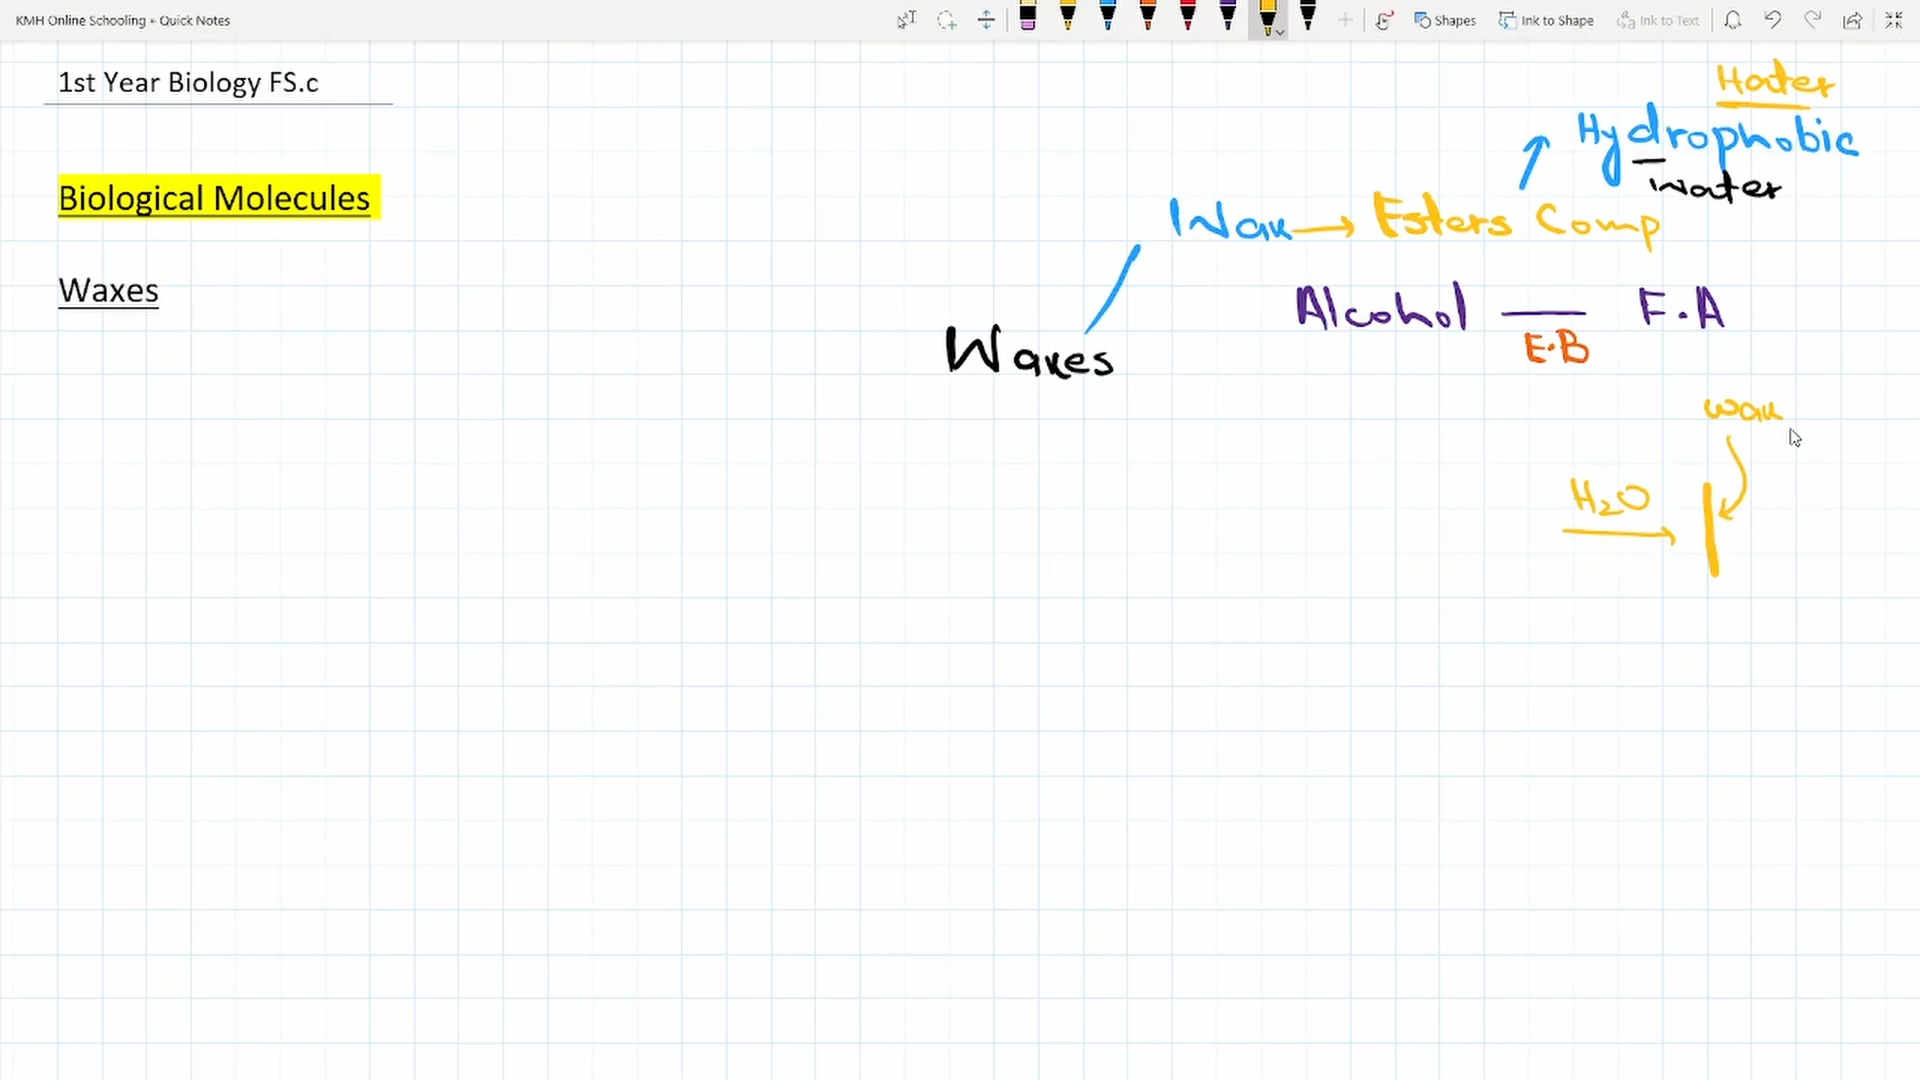 KMH Online Schooling » Quick Notes
Shapes
Ink to Shape
Ink to Text
1st Year Biology FS.c
Biological Molecules
Waxes
Hater
Hydrophobic
Water
Wax → Esters Comp
Alcohol — F.A
E.B
Waxes
wax
H₂O